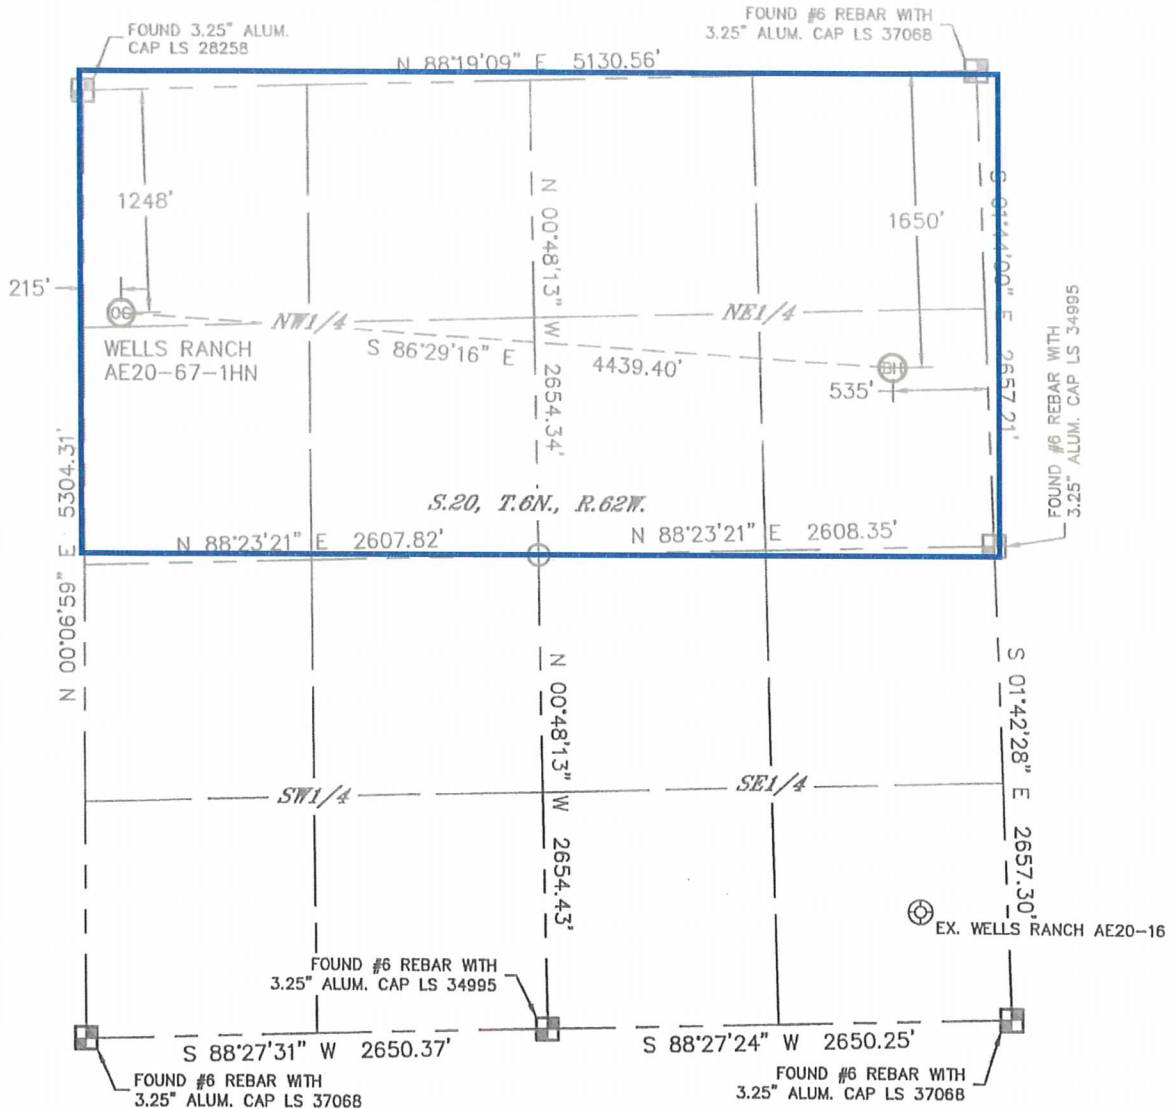 FOUND 3.25" ALUM.
CAP LS 28258
FOUND #6 REBAR WITH
3.25" ALUM. CAP LS 37068
N 88°19'09" E 5130.56'
1248'
N 00°48'13" W 2654.34'
1650'
S 01°44'00" E 2657.21'
215'
OG
NW1/4
NE1/4
WELLS RANCH
AE20-67-1HN
S 86°29'16" E 4439.40'
BH
535'
FOUND #6 REBAR WITH
3.25" ALUM. CAP LS 34995
N 00°06'59" E 5304.31'
S.20, T.6N., R.62W.
N 88°23'21" E 2607.82'
N 88°23'21" E 2608.35'
N 00°48'13" W 2654.43'
S 01°42'28" E 2657.30'
SW1/4
SE1/4
EX. WELLS RANCH AE20-16
FOUND #6 REBAR WITH
3.25" ALUM. CAP LS 34995
S 88°27'31" W 2650.37'
S 88°27'24" W 2650.25'
FOUND #6 REBAR WITH
3.25" ALUM. CAP LS 37068
FOUND #6 REBAR WITH
3.25" ALUM. CAP LS 37068